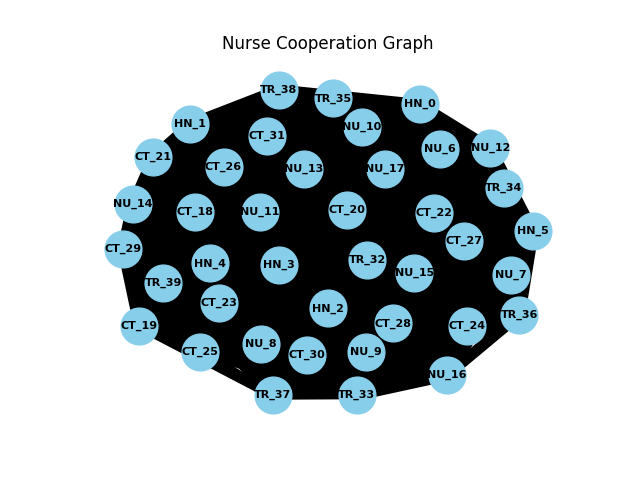 Nurse Cooperation Graph
TR_38
TR_35
HN_0
HN_1
NU_10
CT_31
NU_6
NU_12
CT_21
CT_26
NU_13
NU_17
TR_34
NU_14
CT_18
NU_11
CT_20
CT_22
HN_5
CT_27
CT_29
HN_4
HN_3
TR_32
NU_15
NU_7
TR_39
CT_23
HN_2
TR_36
CT_19
CT_28
CT_24
CT_25
NU_8
CT_30
NU_9
NU_16
TR_37
TR_33